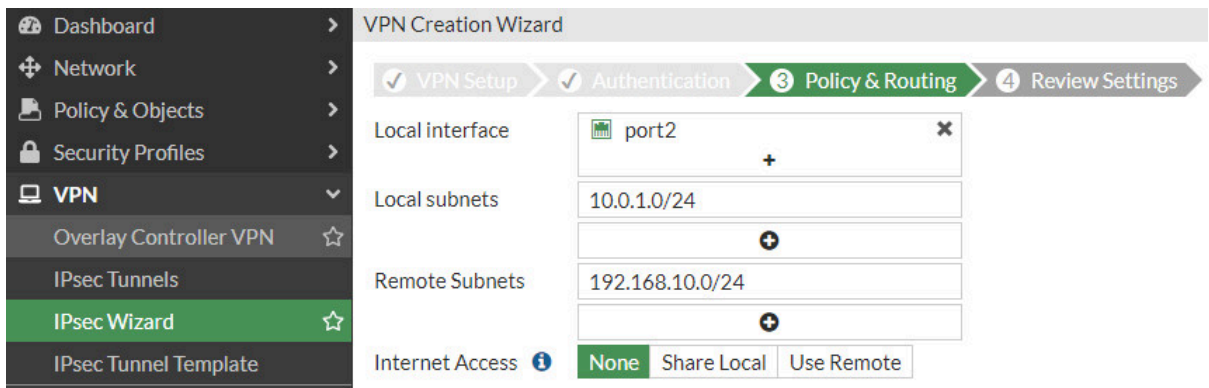 Dashboard
Network
Policy & Objects
Security Profiles
VPN
Overlay Controller VPN
IPsec Tunnels
IPsec Wizard
IPsec Tunnel Template
VPN Creation Wizard
VPN Setup
Authentication
3 Policy & Routing
4 Review Settings
Local interface
port2
Local subnets
10.0.1.0/24
Remote Subnets
192.168.10.0/24
Internet Access
None Share Local Use Remote